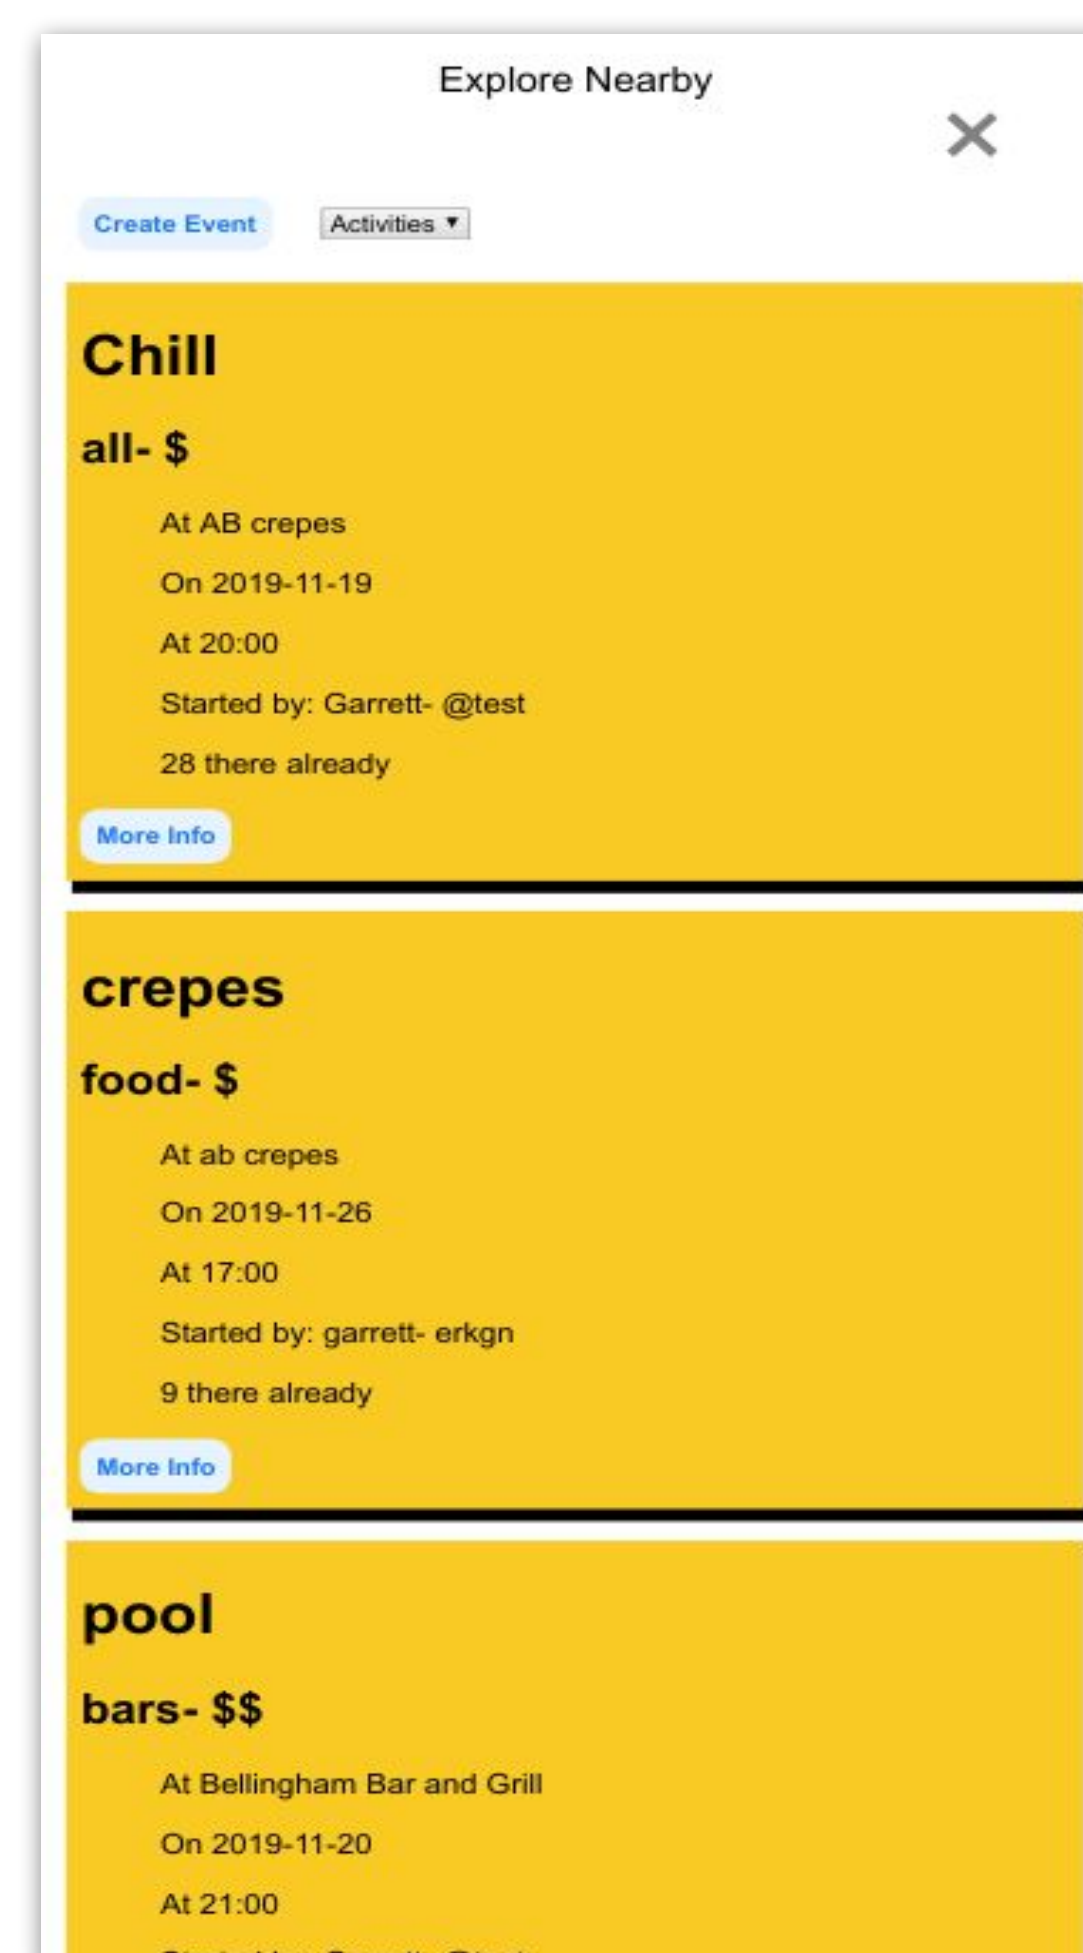 Explore Nearby
Create Event
Activities ▼
Chill
all- $
At AB crepes
On 2019-11-19
At 20:00
Started by: Garrett- @test
28 there already
More Info
crepes
food- $
At ab crepes
On 2019-11-26
At 17:00
Started by: garrett- erkgn
9 there already
More Info
pool
bars- $$
At Bellingham Bar and Grill
On 2019-11-20
At 21:00